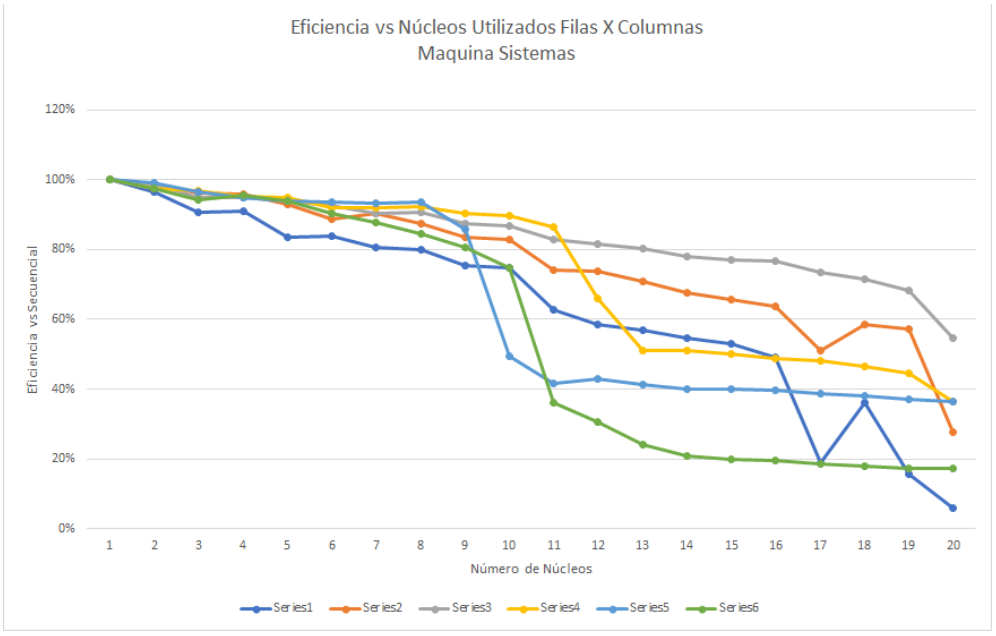 Eficiencia vs Núcleos Utilizados Filas X Columnas
Maquina Sistemas
120%
100%
80%
60%
40%
20%
0%
Eficiencia vs Secuencial
1 2 3 4 5 6 7 8 9 10 11 12 13 14 15 16 17 18 19 20
Número de Núcleos
Series1 Series2 Series3 Series4 Series5 Series6